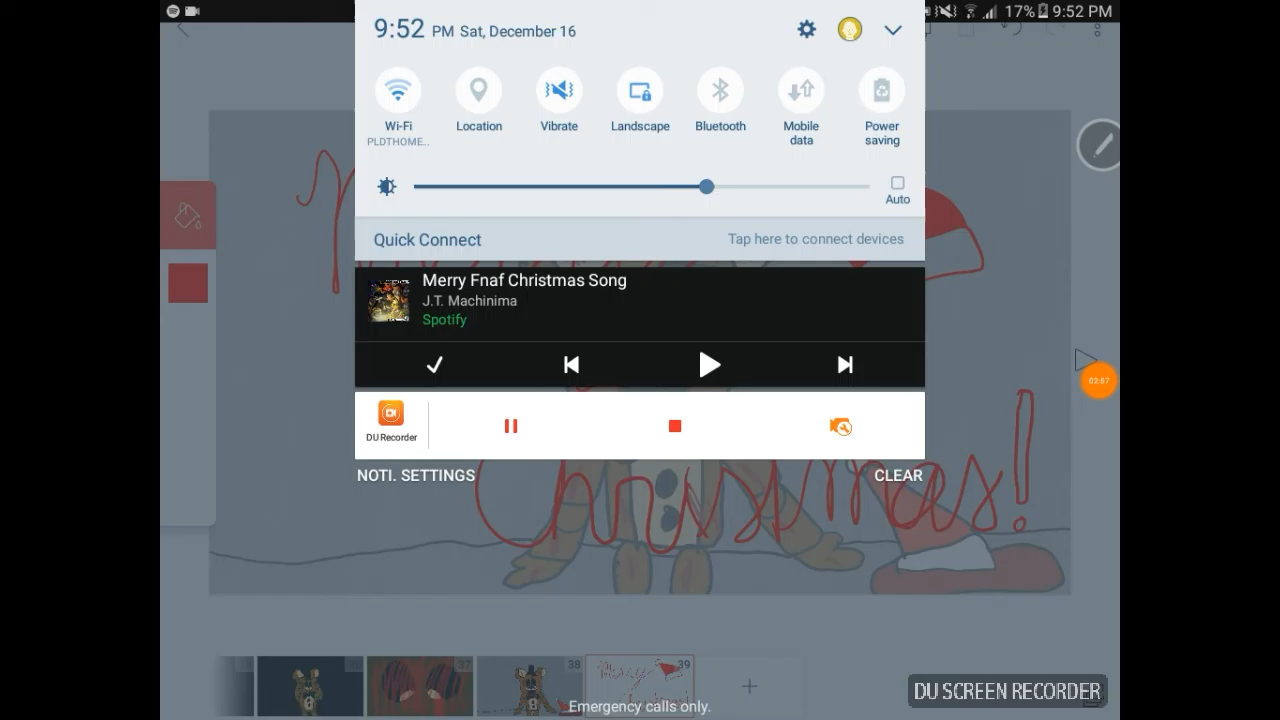 9:52 PM Sat, December 16
17% 9:52 PM
Wi-Fi
PLDTHOME..
Location
Vibrate
Landscape
Bluetooth
Mobile
data
Power
saving
Auto
Quick Connect
Tap here to connect devices
Merry Fnaf Christmas Song
J.T. Machinima
Spotify
02:57
DU Recorder
NOTI. SETTINGS
CLEAR
Christmas!
37
38
39
Merry
Emergency calls only.
DU SCREEN RECORDER